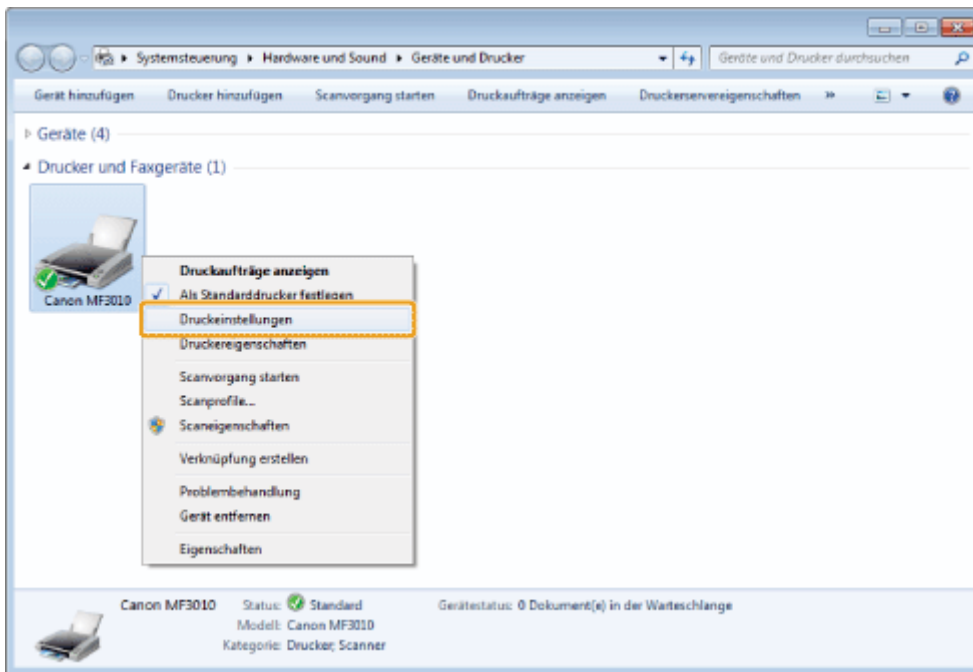 Systemsteuerung ▸ Hardware und Sound ▸ Geräte und Drucker
Geräte und Drucker durchsuchen
Gerät hinzufügen Drucker hinzufügen Scanvorgang starten Druckaufträge anzeigen Druckerservereigenschaften »
Geräte (4)
Drucker und Faxgeräte (1)
Canon MF3010
Druckaufträge anzeigen
Als Standarddrucker festlegen
Druckeinstellungen
Druckereigenschaften
Scanvorgang starten
Scanprofile...
Scaneigenschaften
Verknüpfung erstellen
Problembehandlung
Gerät entfernen
Eigenschaften
Canon MF3010 Status: Standard Gerätestatus: 0 Dokument(e) in der Warteschlange
Modell: Canon MF3010
Kategorie: Drucker; Scanner